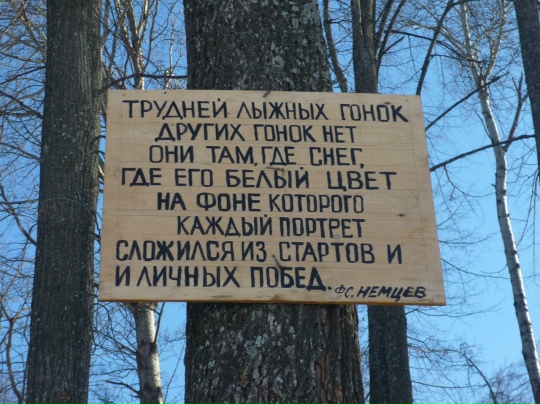 ТРУДНЕЙ ЛЫЖНЫХ ГОНОК
ДРУГИХ ГОНОК НЕТ
ОНИ ТАМ, ГДЕ СНЕГ,
ГДЕ ЕГО БЕЛЫЙ ЦВЕТ
НА ФОНЕ КОТОРОГО
КАЖДЫЙ ПОРТРЕТ
СЛОЖИЛСЯ ИЗ СТАРТОВ И
И ЛИЧНЫХ ПОБЕД.
Ф.С. НЕМЦЕВ